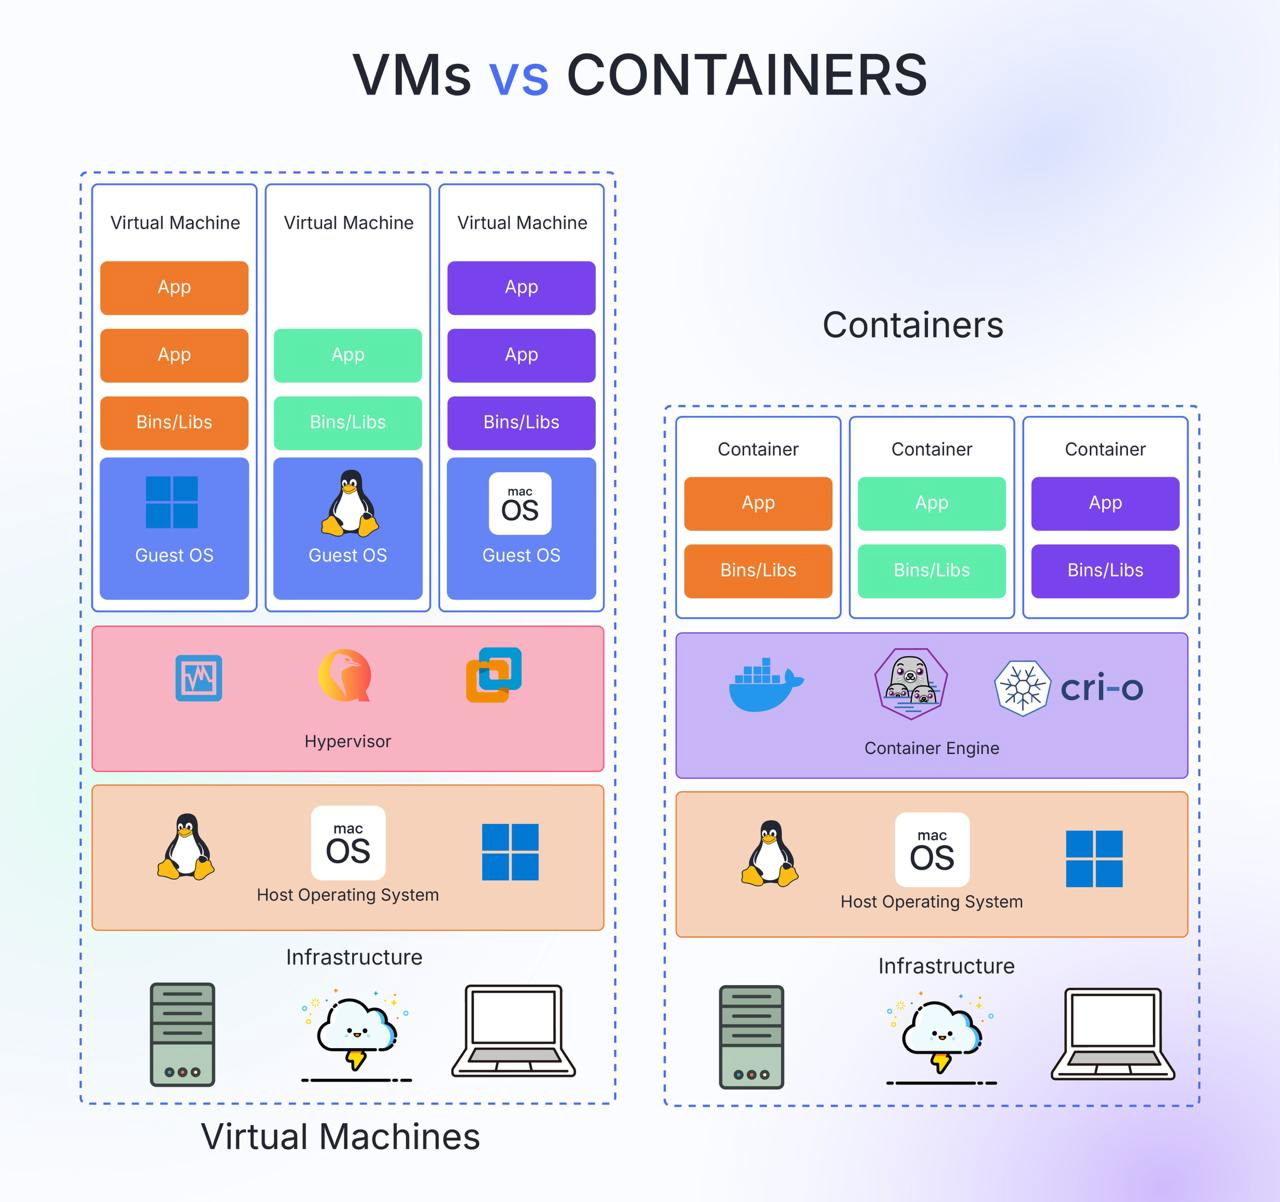 VMs vs CONTAINERS
Virtual Machine
App
App
Bins/Libs
Guest OS
Virtual Machine
App
Bins/Libs
Guest OS
Virtual Machine
App
App
Bins/Libs
mac
OS
Guest OS
Hypervisor
mac
OS
Host Operating System
Infrastructure
Virtual Machines
Containers
Container
App
Bins/Libs
Container
App
Bins/Libs
Container
App
Bins/Libs
cri-o
Container Engine
mac
OS
Host Operating System
Infrastructure